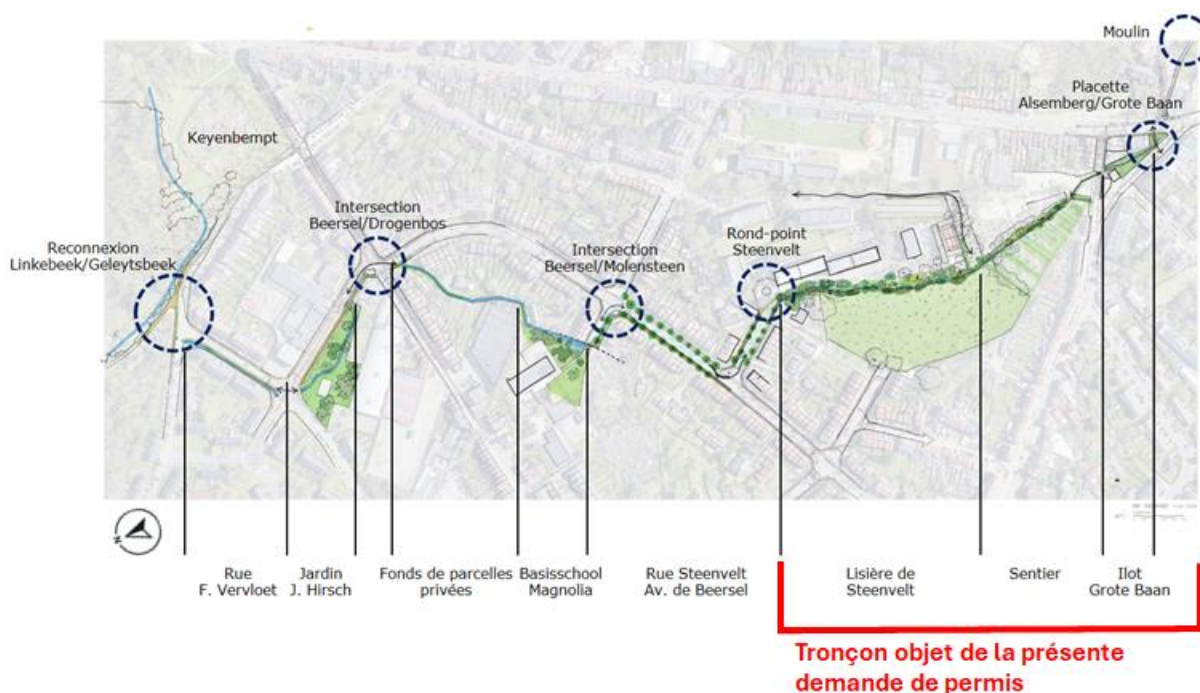 Moulin
Placette
Alsemberg/Grote Baan
Keyenbempt
Intersection
Beersel/Drogenbos
Reconnexion
Linkebeek/Geleytsbeek
Intersection
Beersel/Molensteen
Rond-point
Steenvelt
N
Rue
F. Vervloet
Jardin
J. Hirsch
Fonds de parcelles
privées
Basisschool
Magnolia
Rue Steenvelt
Av. de Beersel
Lisière de
Steenvelt
Sentier
Ilot
Grote Baan
Tronçon objet de la présente
demande de permis